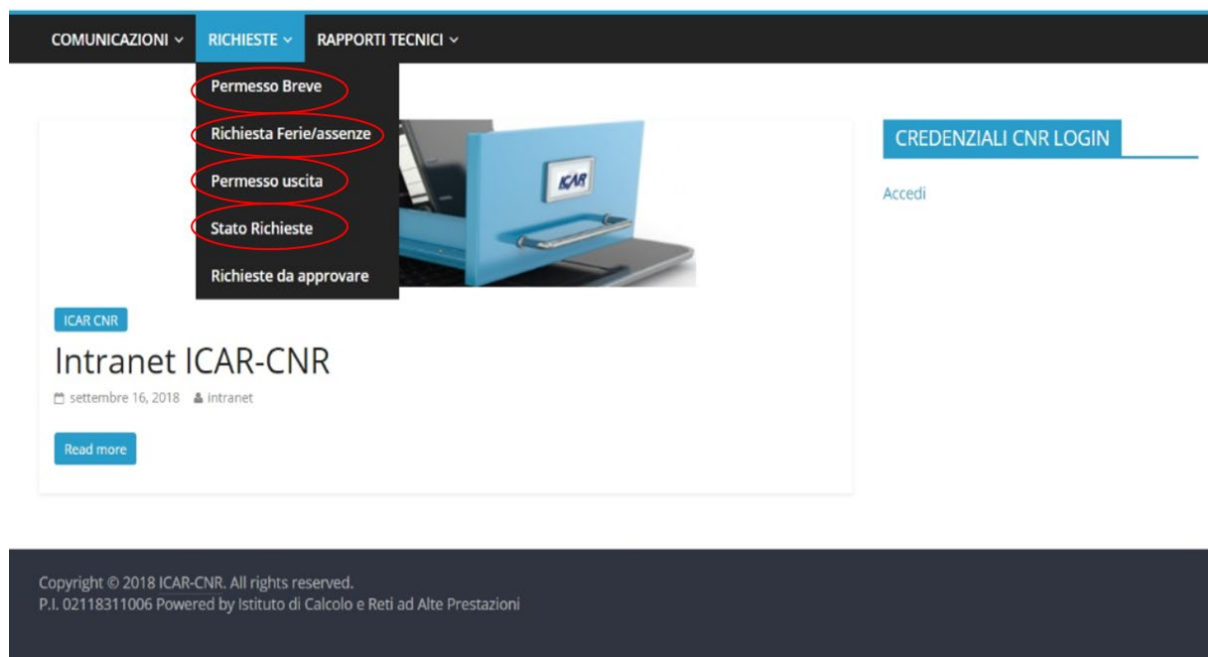 COMUNICAZIONI RICHIESTE RAPPORTI TECNICI
Permesso Breve
Richiesta Ferie/assenze
Permesso uscita
Stato Richieste
Richieste da approvare
ICAR
CREDENZIALI CNR LOGIN
Accedi
ICAR CNR
Intranet ICAR-CNR
settembre 16, 2018 intranet
Read more
Copyright © 2018 ICAR-CNR. All rights reserved.
P.I. 02118311006 Powered by Istituto di Calcolo e Reti ad Alte Prestazioni